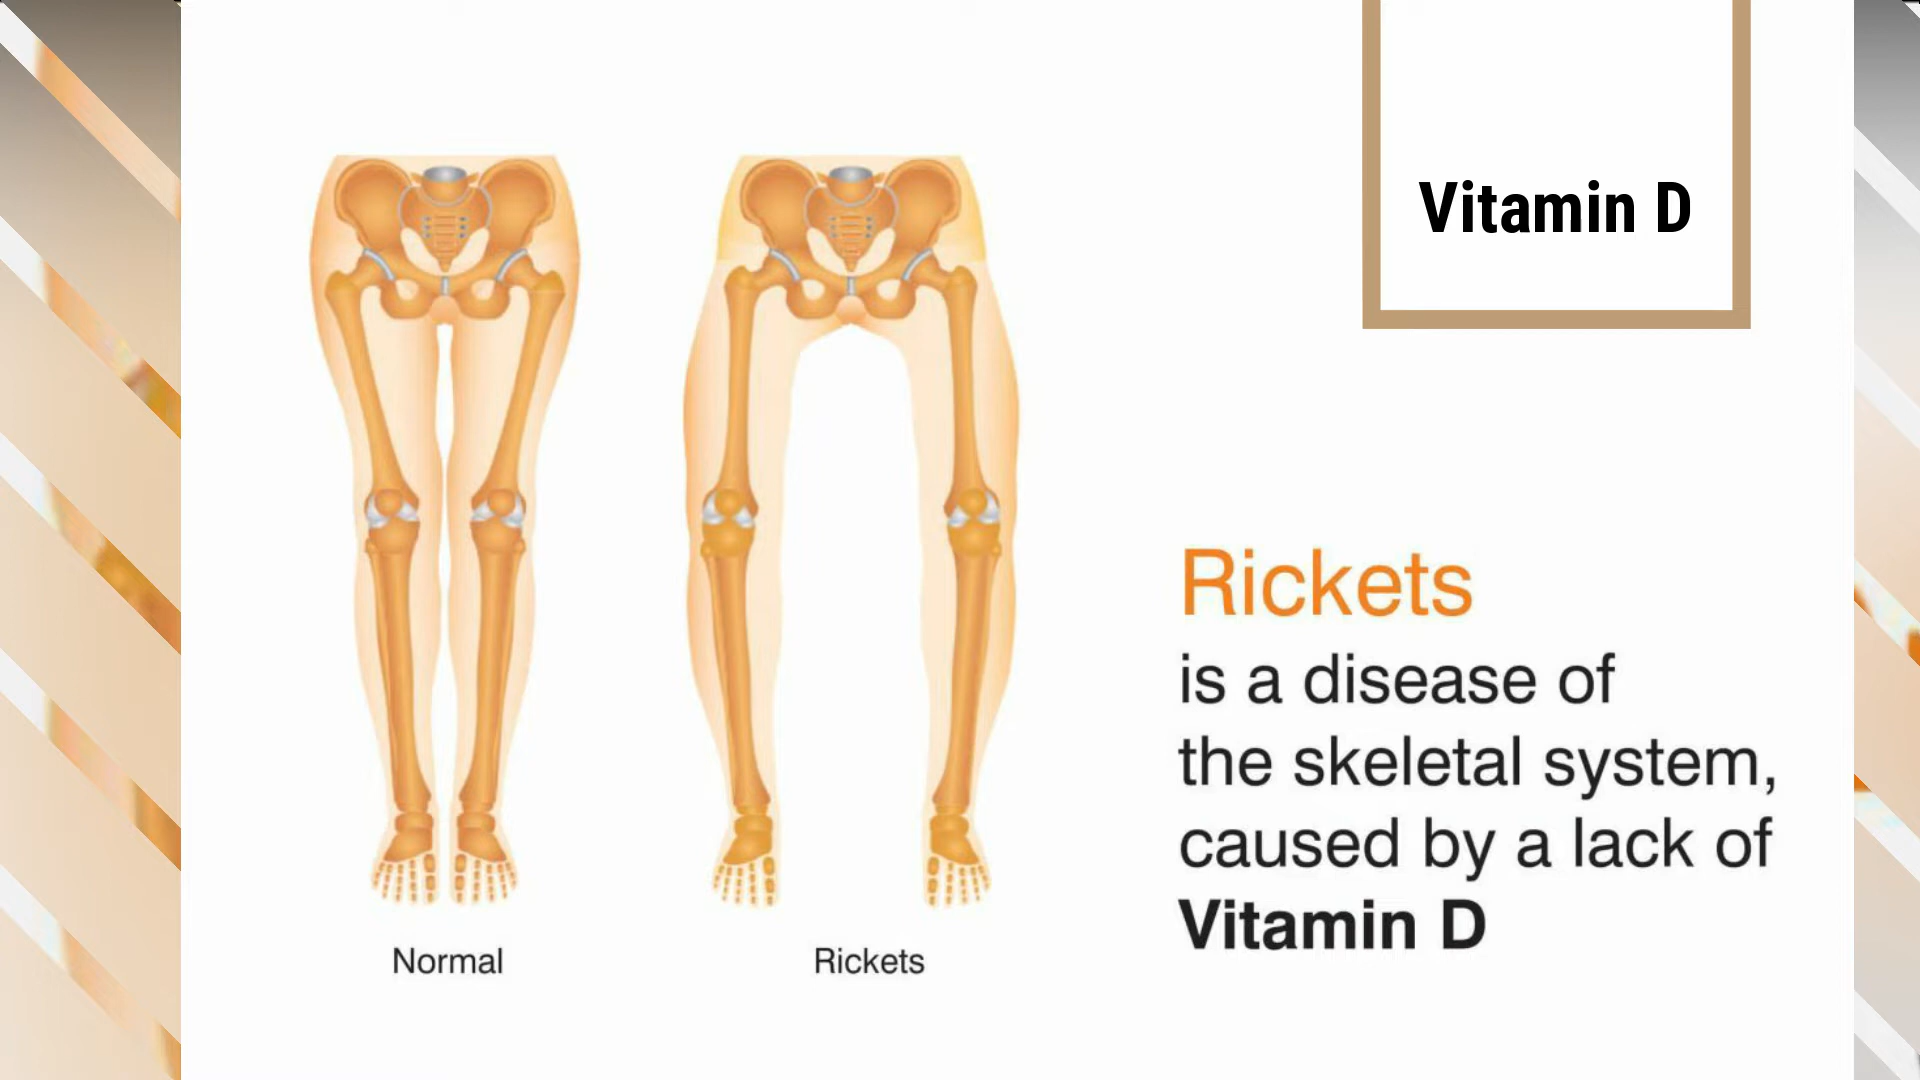 Vitamin D
Rickets
is a disease of
the skeletal system,
caused by a lack of
Vitamin D
Normal
Rickets